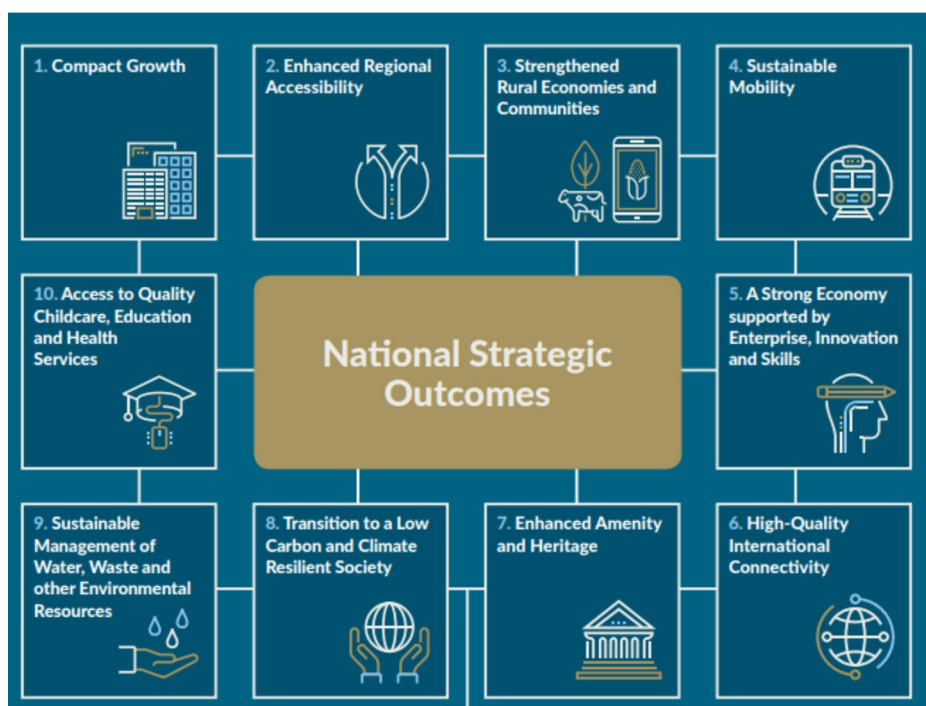 1. Compact Growth
2. Enhanced Regional
Accessibility
3. Strengthened
Rural Economies and
Communities
4. Sustainable
Mobility
10. Access to Quality
Childcare, Education
and Health
Services
National Strategic
Outcomes
5. A Strong Economy
supported by
Enterprise, Innovation
and Skills
9. Sustainable
Management of
Water, Waste and
other Environmental
Resources
8. Transition to a Low
Carbon and Climate
Resilient Society
7. Enhanced Amenity
and Heritage
6. High-Quality
International
Connectivity